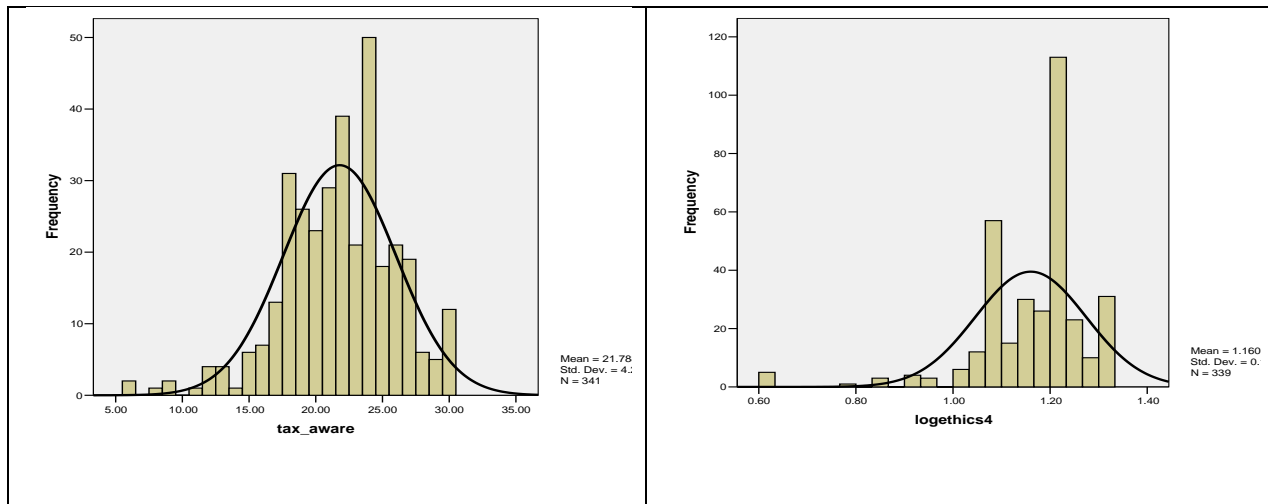 50
40
30
20
10
0
Frequency
5.00 10.00 15.00 20.00 25.00 30.00 35.00
tax_aware
Mean = 21.78
Std. Dev. = 4.
N = 341
120
100
80
60
40
20
0
Frequency
0.60 0.80 1.00 1.20 1.40
logethics4
Mean = 1.160
Std. Dev. = 0.
N = 339